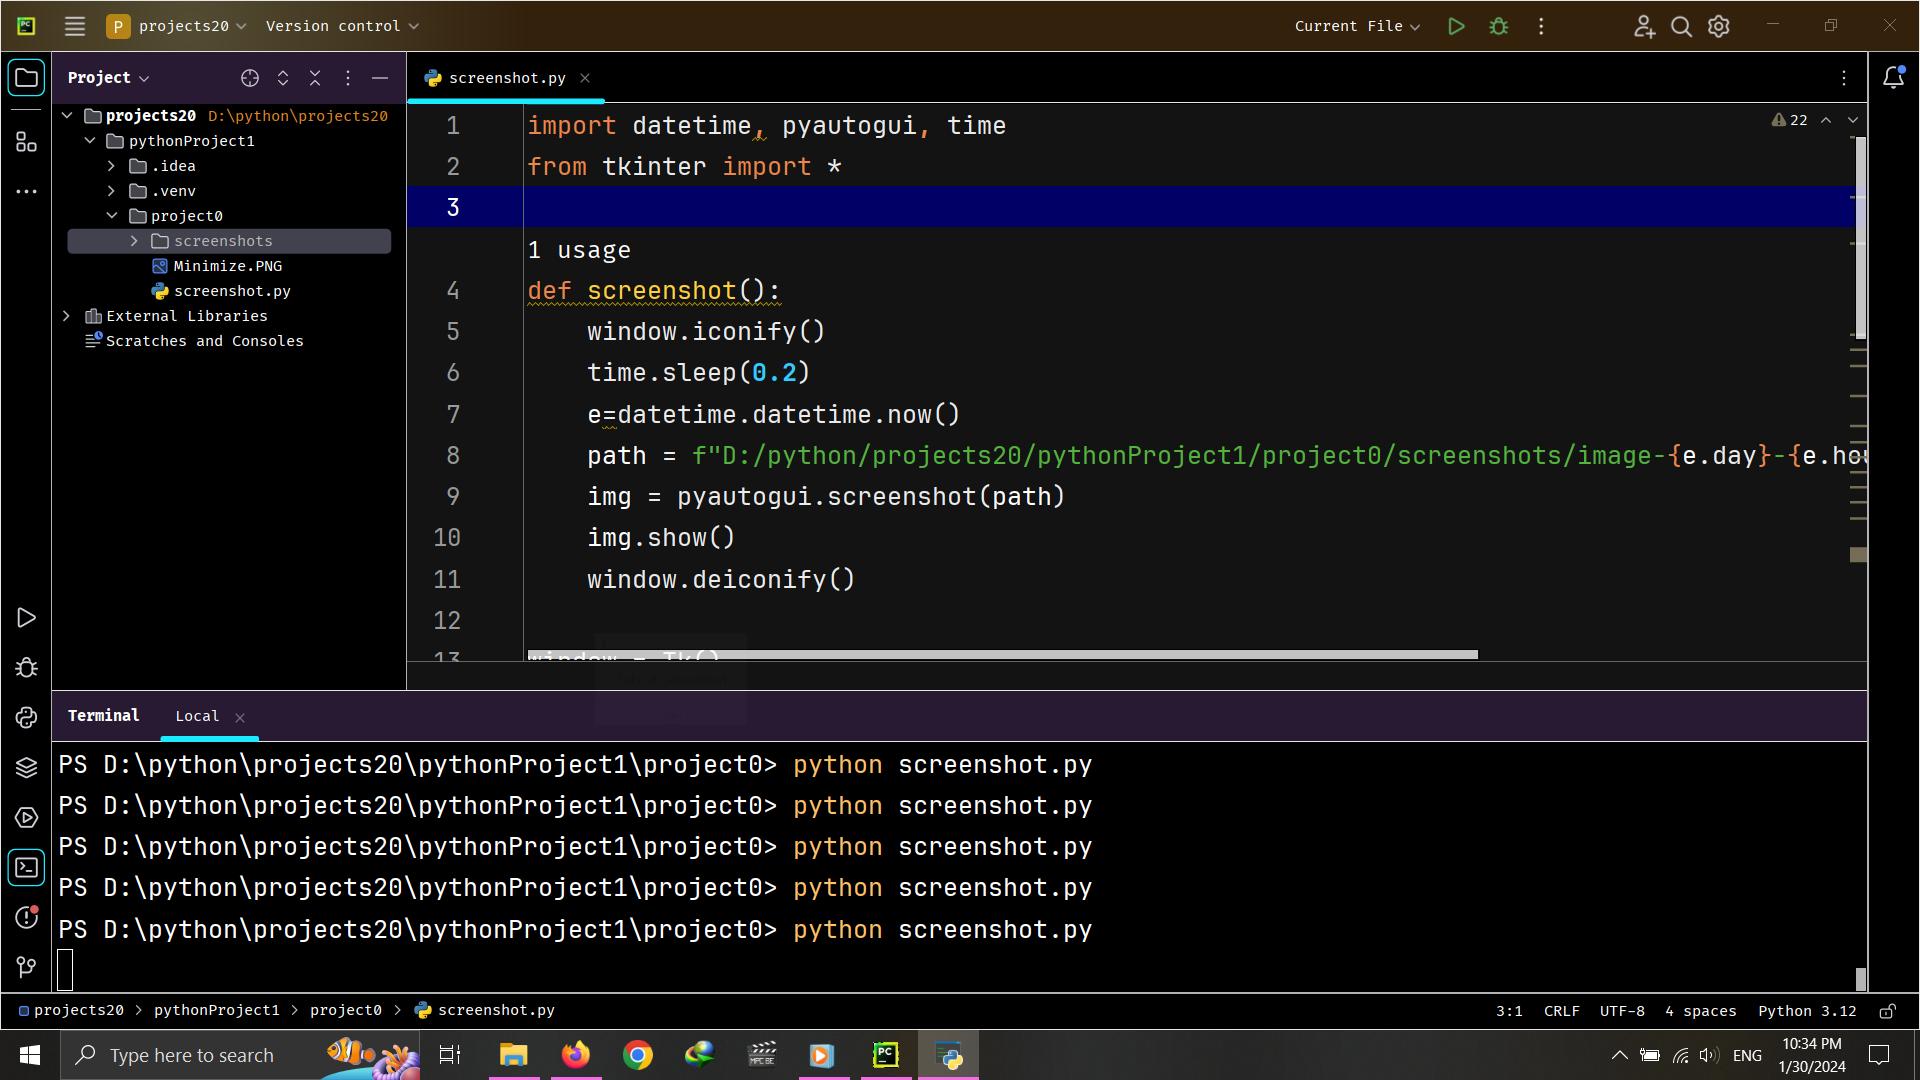 PC P projects20 Version control Current File
Project
projects20 D:\python\projects20
pythonProject1
.idea
.venv
project0
screenshots
Minimize.PNG
screenshot.py
External Libraries
Scratches and Consoles
screenshot.py
22
1 import datetime, pyautogui, time
2 from tkinter import *
3
1 usage
4 def screenshot():
5 window.iconify()
6 time.sleep(0.2)
7 e=datetime.datetime.now()
8 path = f"D:/python/projects20/pythonProject1/project0/screenshots/image-{e.day}-{e.hou
9 img = pyautogui.screenshot(path)
10 img.show()
11 window.deiconify()
12
13 window = Tk()
Terminal Local
PS D:\python\projects20\pythonProject1\project0> python screenshot.py
PS D:\python\projects20\pythonProject1\project0> python screenshot.py
PS D:\python\projects20\pythonProject1\project0> python screenshot.py
PS D:\python\projects20\pythonProject1\project0> python screenshot.py
PS D:\python\projects20\pythonProject1\project0> python screenshot.py
projects20 > pythonProject1 > project0 > screenshot.py 3:1 CRLF UTF-8 4 spaces Python 3.12
Type here to search
MPC BE
PC
ENG
10:34 PM
1/30/2024